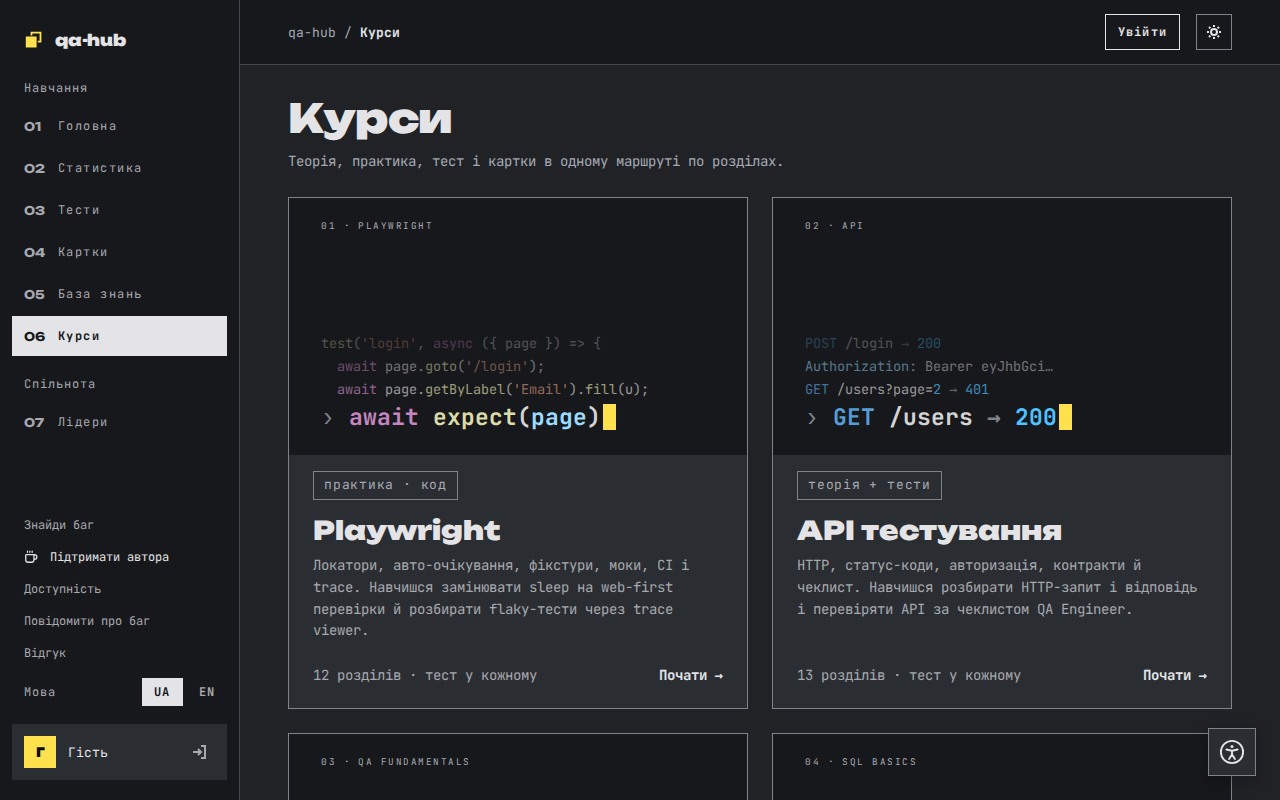 qa-hub
Навчання
01 Головна
02 Статистика
03 Тести
04 Картки
05 База знань
06 Курси
Спільнота
07 Лідери
Знайди баг
Підтримати автора
Доступність
Повідомити про баг
Відгук
Мова UA EN
Г Гість
qa-hub / Курси
Увійти
Курси
Теорія, практика, тест і картки в одному маршруті по розділах.
01 · PLAYWRIGHT
test('login', async ({ page }) => {
await page.goto('/login');
await page.getByLabel('Email').fill(u);
› await expect(page)
практика · код
Playwright
Локатори, авто-очікування, фікстури, моки, CI і
trace. Навчишся замінювати sleep на web-first
перевірки й розбирати flaky-тести через trace
viewer.
12 розділів · тест у кожному
Почати →
02 · API
POST /login → 200
Authorization: Bearer eyJhbGci…
GET /users?page=2 → 401
› GET /users → 200
теорія + тести
API тестування
HTTP, статус-коди, авторизація, контракти й
чеклист. Навчишся розбирати HTTP-запит і відповідь
і перевіряти API за чеклистом QA Engineer.
13 розділів · тест у кожному
Почати →
03 · QA FUNDAMENTALS
04 · SQL BASICS